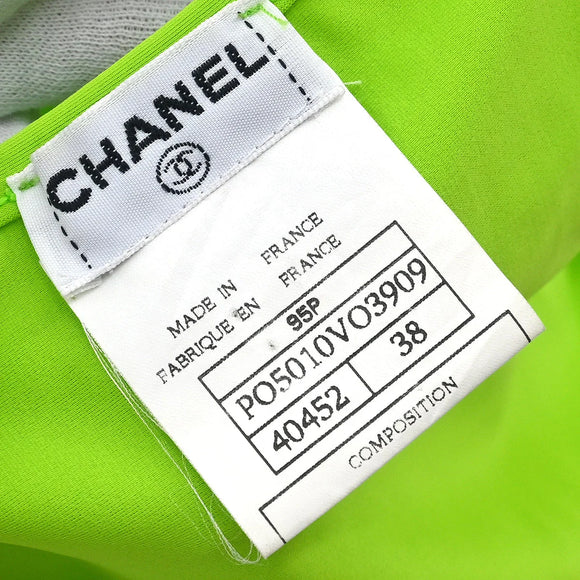 CHANEL
MADE IN FRANCE
FABRIQUE EN FRANCE
95P
PO5010VO3909
40452 38
COMPOSITION